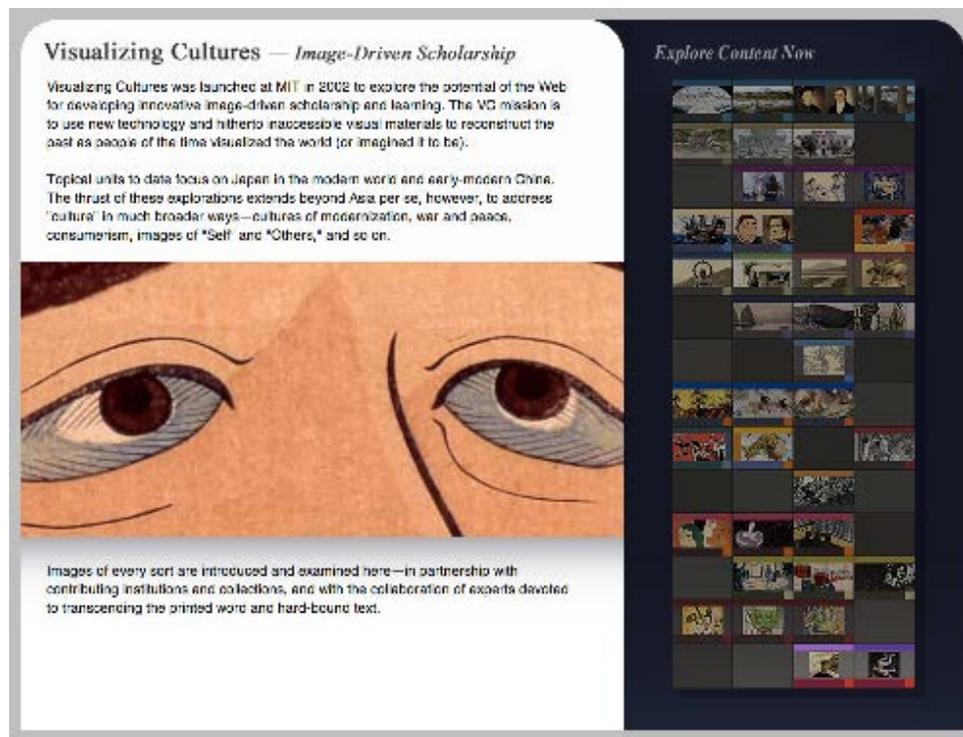 Visualizing Cultures — Image-Driven Scholarship
Visualizing Cultures was launched at MIT in 2002 to explore the potential of the Web
for developing innovative image-driven scholarship and learning. The VC mission is
to use new technology and hitherto inaccessible visual materials to reconstruct the
past as people of the time visualized the world (or imagined it to be).
Topical units to date focus on Japan in the modern world and early-modern China.
The thrust of these explorations extends beyond Asia per se, however, to address
"culture" in much broader ways—cultures of modernization, war and peace,
consumerism, images of "Self" and "Others," and so on.
Images of every sort are introduced and examined here—in partnership with
contributing institutions and collections, and with the collaboration of experts devoted
to transcending the printed word and hard-bound text.
Explore Content Now